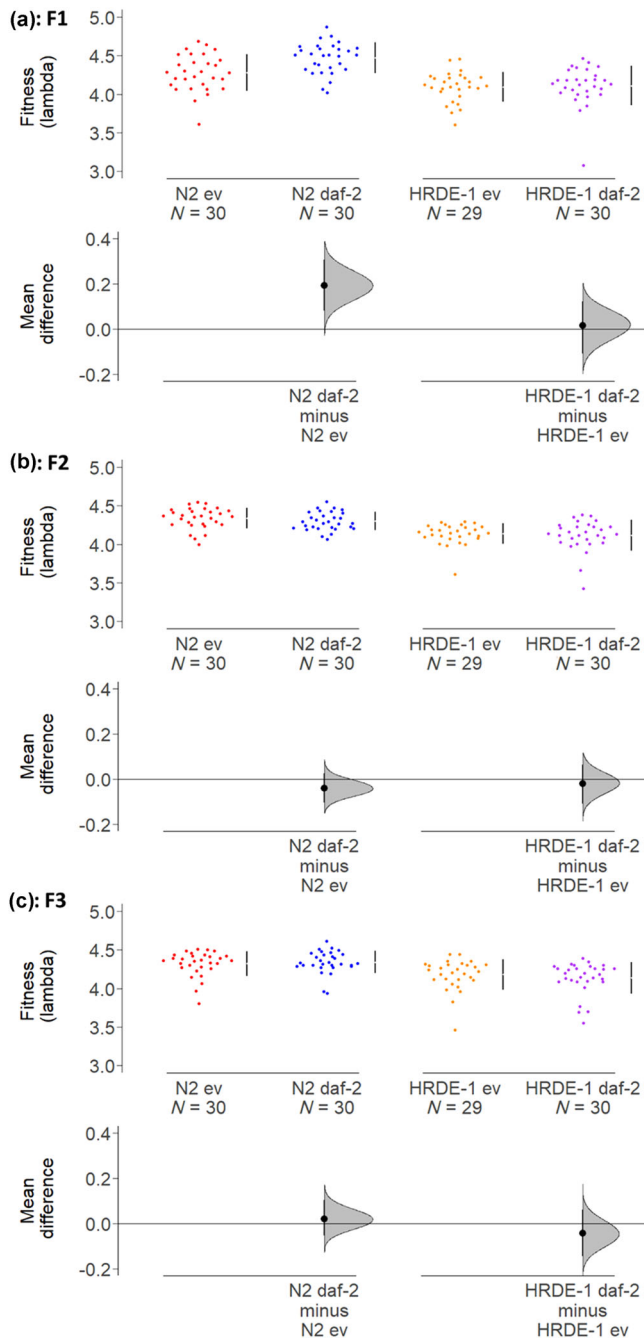 (a): F1
5.0
4.5
4.0
3.5
3.0
Fitness
(lambda)
N2 ev
N = 30
N2 daf-2
N = 30
HRDE-1 ev
N = 29
HRDE-1 daf-2
N = 30
0.4
0.2
0.0
-0.2
Mean
difference
N2 daf-2
minus
N2 ev
HRDE-1 daf-2
minus
HRDE-1 ev
(b): F2
5.0
4.5
4.0
3.5
3.0
Fitness
(lambda)
N2 ev
N = 30
N2 daf-2
N = 30
HRDE-1 ev
N = 29
HRDE-1 daf-2
N = 30
0.4
0.2
0.0
-0.2
Mean
difference
N2 daf-2
minus
N2 ev
HRDE-1 daf-2
minus
HRDE-1 ev
(c): F3
5.0
4.5
4.0
3.5
3.0
Fitness
(lambda)
N2 ev
N = 30
N2 daf-2
N = 30
HRDE-1 ev
N = 29
HRDE-1 daf-2
N = 30
0.4
0.2
0.0
-0.2
Mean
difference
N2 daf-2
minus
N2 ev
HRDE-1 daf-2
minus
HRDE-1 ev